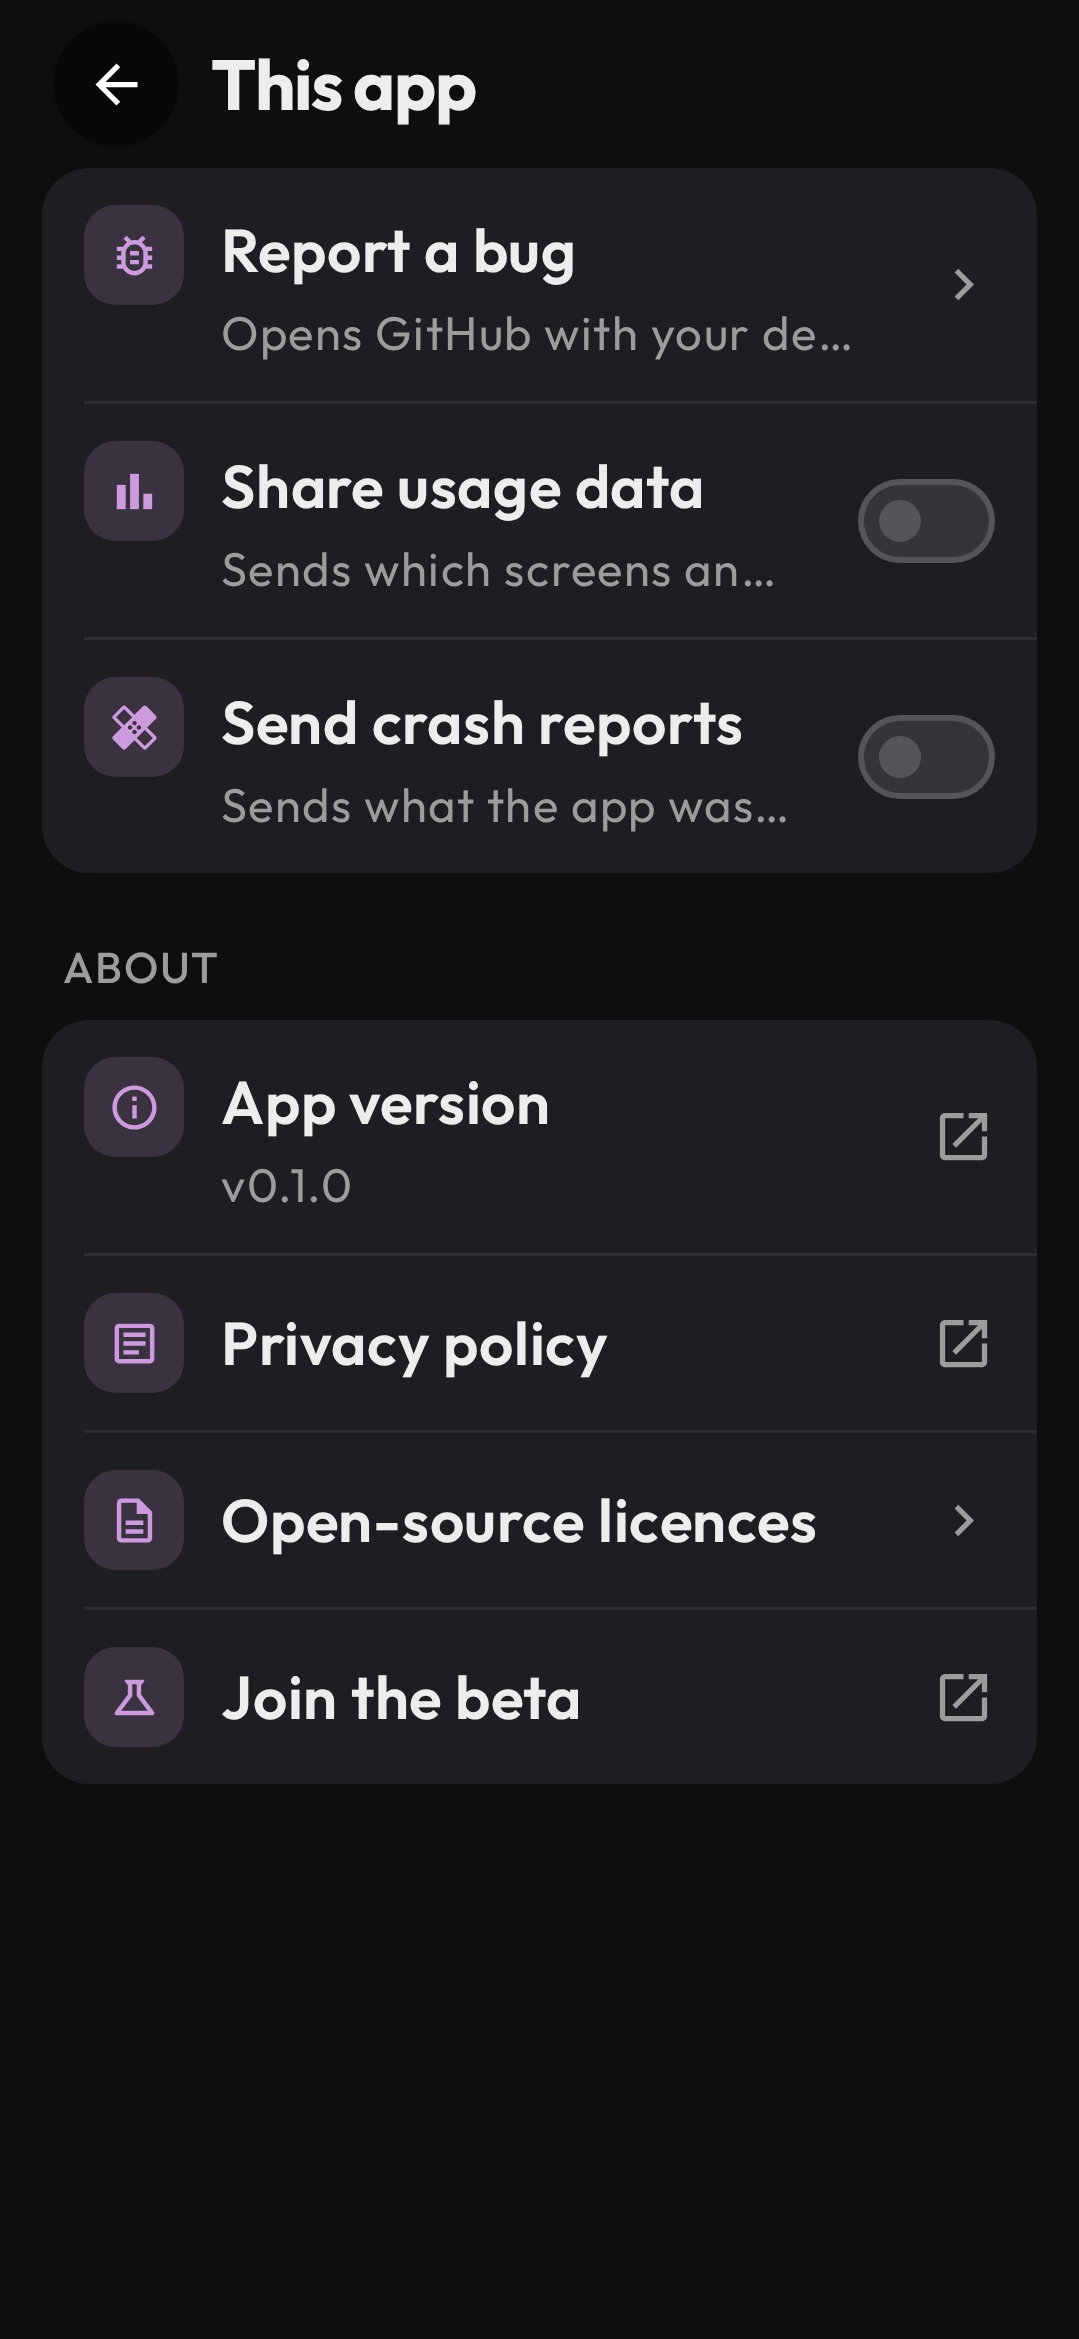 This app
Report a bug
Opens GitHub with your de...
Share usage data
Sends which screens an...
Send crash reports
Sends what the app was...
ABOUT
App version
v0.1.0
Privacy policy
Open-source licences
Join the beta